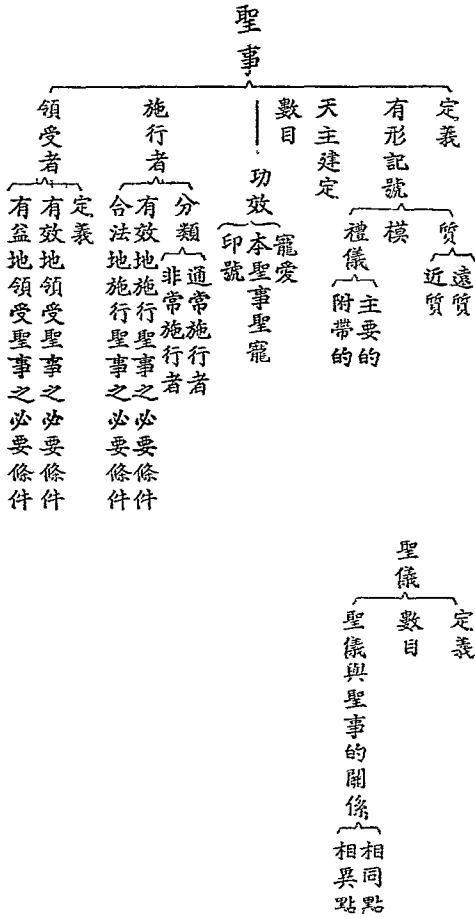 聖事
定義
有形記號
質
遠質
近質
模
禮儀
主要的
附帶的
天主建定
數目
功效
寵愛
本聖事聖寵
印號
施行者
分類
通常施行者
非常施行者
有效地施行聖事之必要條件
合法地施行聖事之必要條件
領受者
定義
有效地領受聖事之必要條件
有益地領受聖事之必要條件
聖儀
定義
數目
聖儀與聖事的關係
相同點
相異點